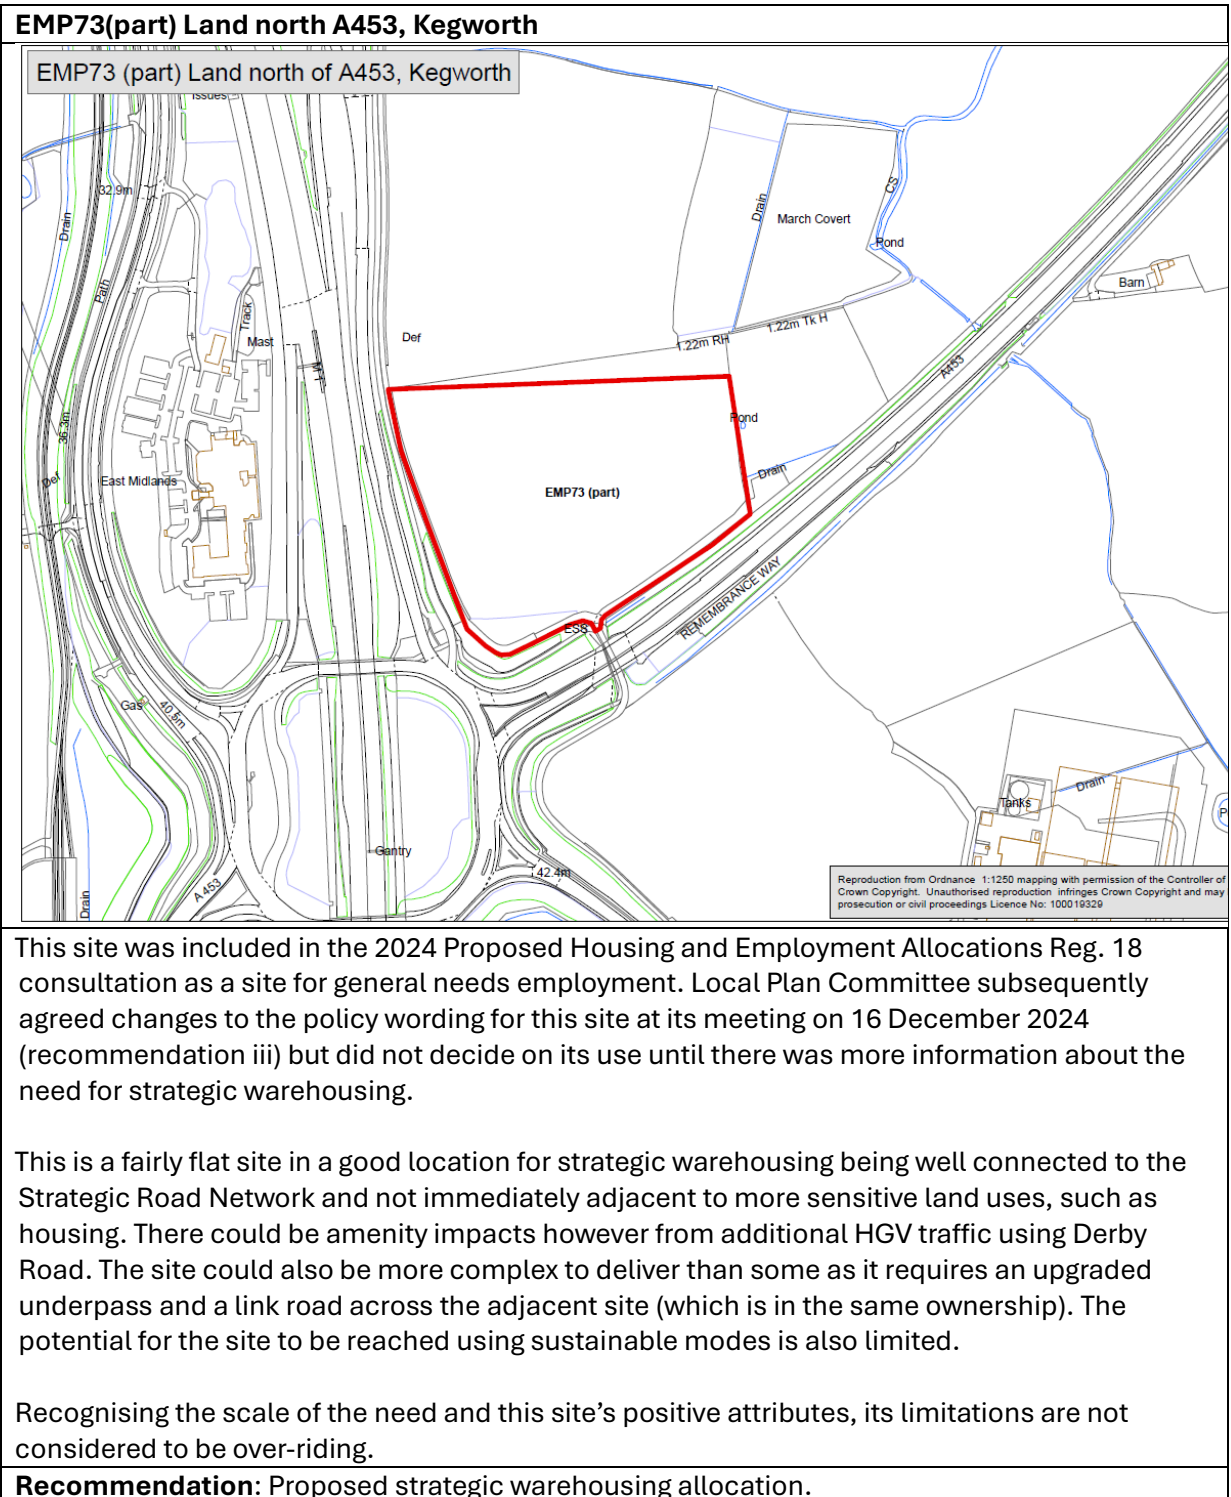 EMP73(part) Land north A453, Kegworth
EMP73 (part) Land north of A453, Kegworth
Issues
32.9m
Drain
Path
Track
Mast
Def
Drain
March Covert
CS
Pond
Barn
1.22m RH
1.22m Tk H
A453
36.3m
Def
East Midlands
Pond
Drain
EMP73 (part)
REMEMBRANCE WAY
ESS
Gas
40.5m
Gantry
42.4m
A 453
Drain
Tanks
Drain
P
Reproduction from Ordnance 1:1250 mapping with permission of the Controller of
Crown Copyright. Unauthorised reproduction infringes Crown Copyright and may
prosecution or civil proceedings Licence No: 100019329
This site was included in the 2024 Proposed Housing and Employment Allocations Reg. 18
consultation as a site for general needs employment. Local Plan Committee subsequently
agreed changes to the policy wording for this site at its meeting on 16 December 2024
(recommendation iii) but did not decide on its use until there was more information about the
need for strategic warehousing.
This is a fairly flat site in a good location for strategic warehousing being well connected to the
Strategic Road Network and not immediately adjacent to more sensitive land uses, such as
housing. There could be amenity impacts however from additional HGV traffic using Derby
Road. The site could also be more complex to deliver than some as it requires an upgraded
underpass and a link road across the adjacent site (which is in the same ownership). The
potential for the site to be reached using sustainable modes is also limited.
Recognising the scale of the need and this site’s positive attributes, its limitations are not
considered to be over-riding.
Recommendation: Proposed strategic warehousing allocation.